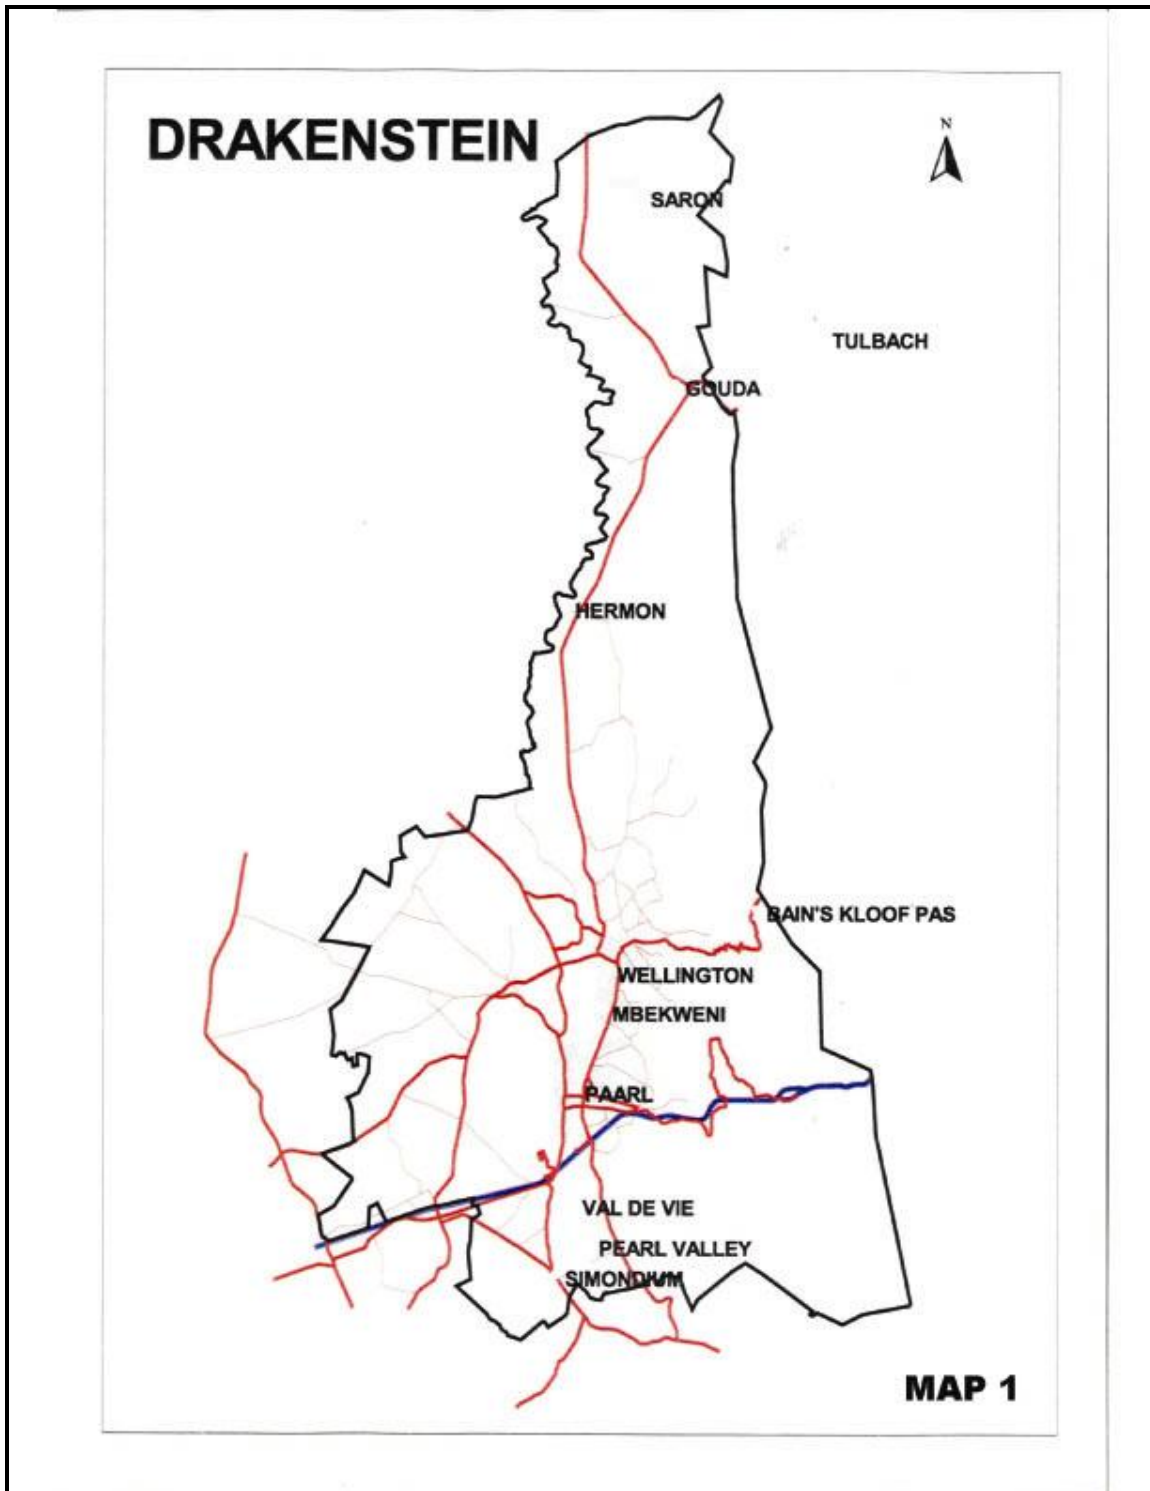 DRAKENSTEIN
N
SARON
TULBACH
GOUDA
HERMON
BAIN'S KLOOF PAS
WELLINGTON
MBEKWENI
PAARL
VAL DE VIE
PEARL VALLEY
SIMONDIUM
MAP 1